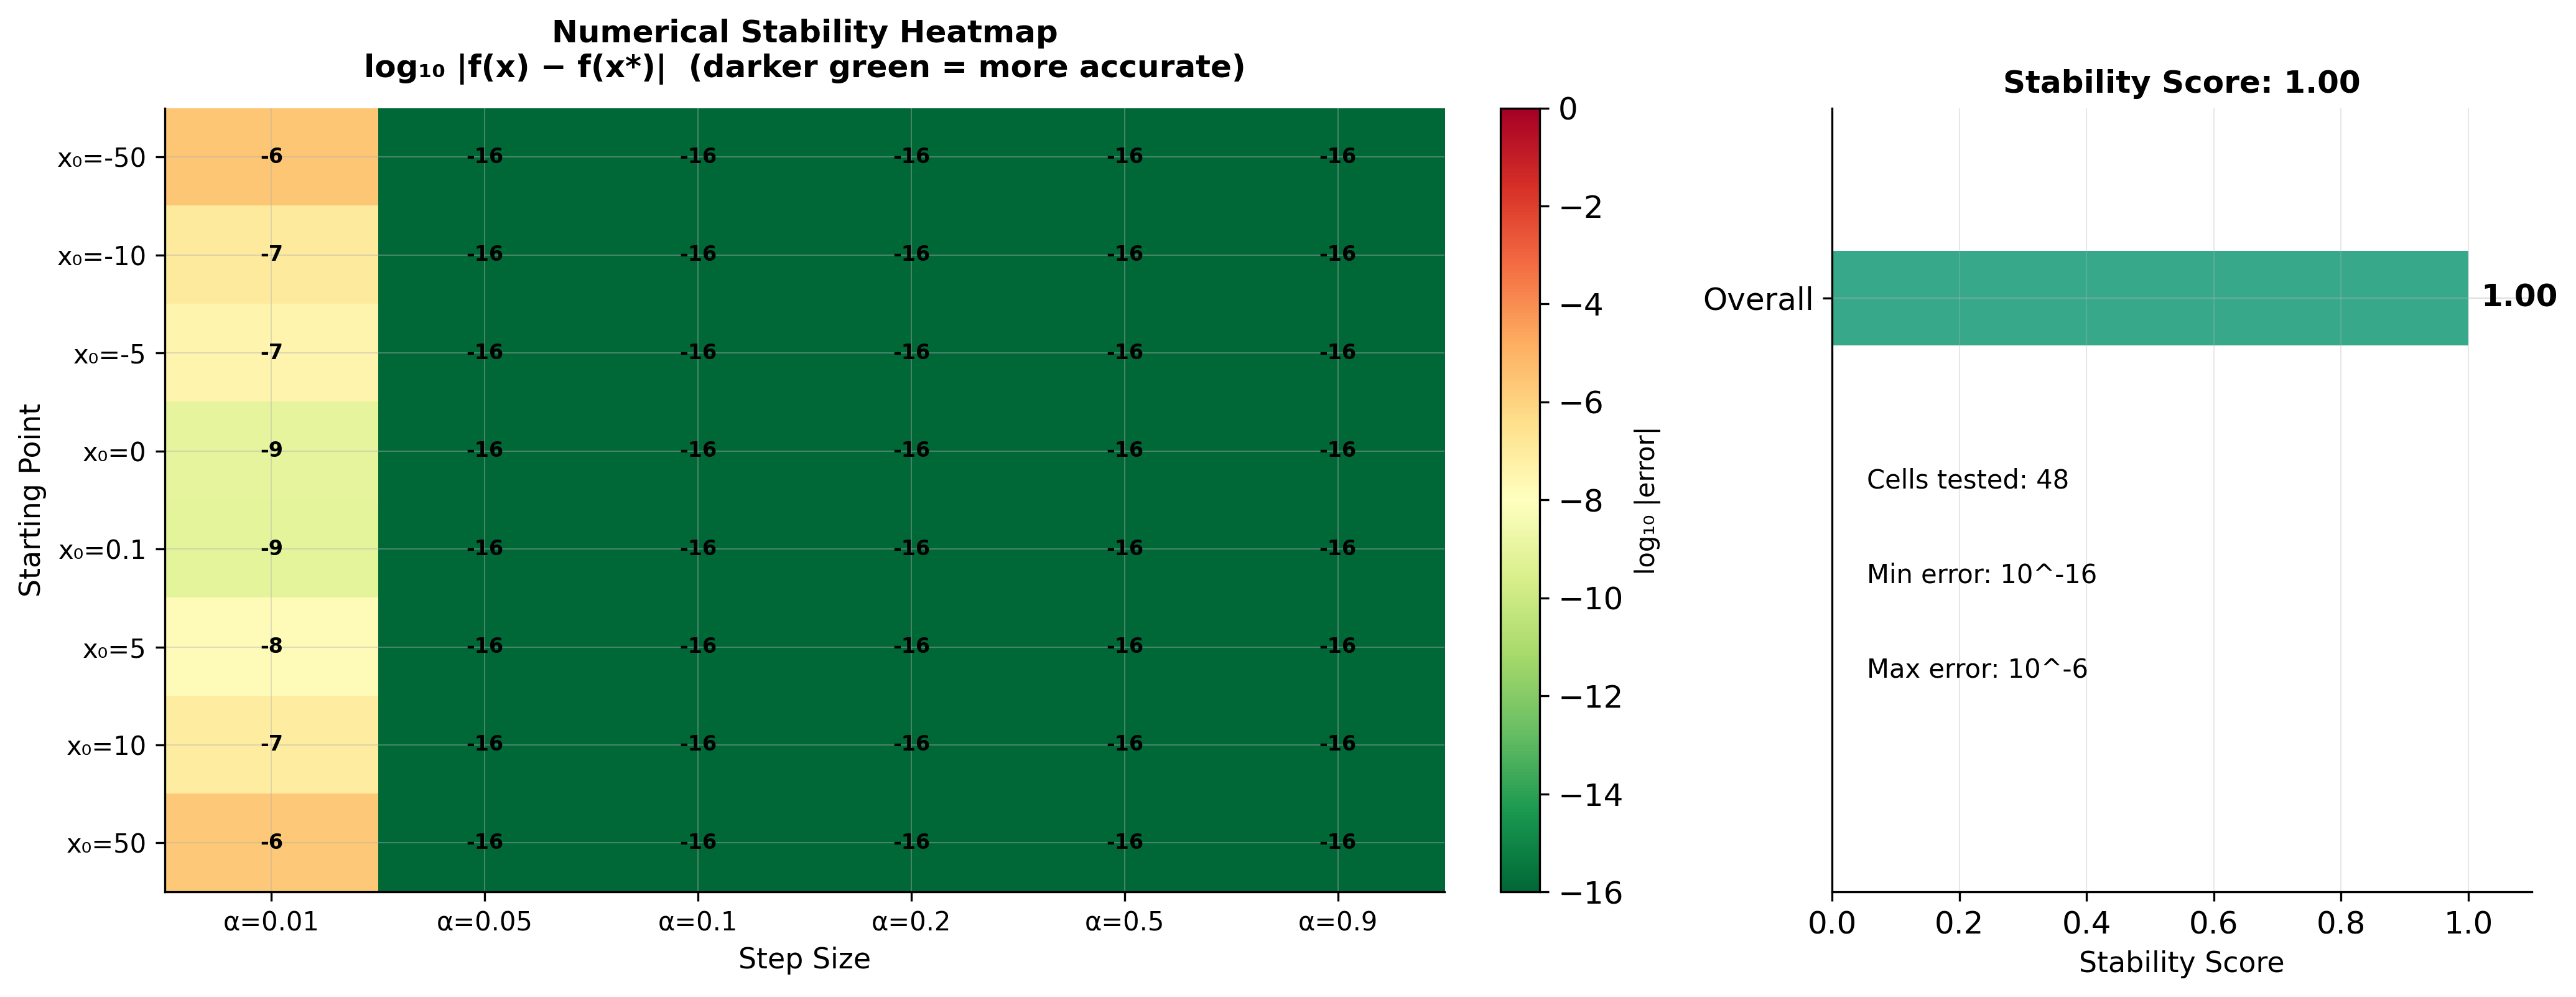 Numerical Stability Heatmap
log₁₀ |f(x) − f(x*)|  (darker green = more accurate)
Starting Point
x₀=-50 -6 -16 -16 -16 -16 -16
x₀=-10 -7 -16 -16 -16 -16 -16
x₀=-5 -7 -16 -16 -16 -16 -16
x₀=0 -9 -16 -16 -16 -16 -16
x₀=0.1 -9 -16 -16 -16 -16 -16
x₀=5 -8 -16 -16 -16 -16 -16
x₀=10 -7 -16 -16 -16 -16 -16
x₀=50 -6 -16 -16 -16 -16 -16
α=0.01 α=0.05 α=0.1 α=0.2 α=0.5 α=0.9
Step Size
0
−2
−4
−6
−8
−10
−12
−14
−16
log₁₀ |error|
Stability Score: 1.00
Overall 1.00
Cells tested: 48
Min error: 10^-16
Max error: 10^-6
0.0 0.2 0.4 0.6 0.8 1.0
Stability Score